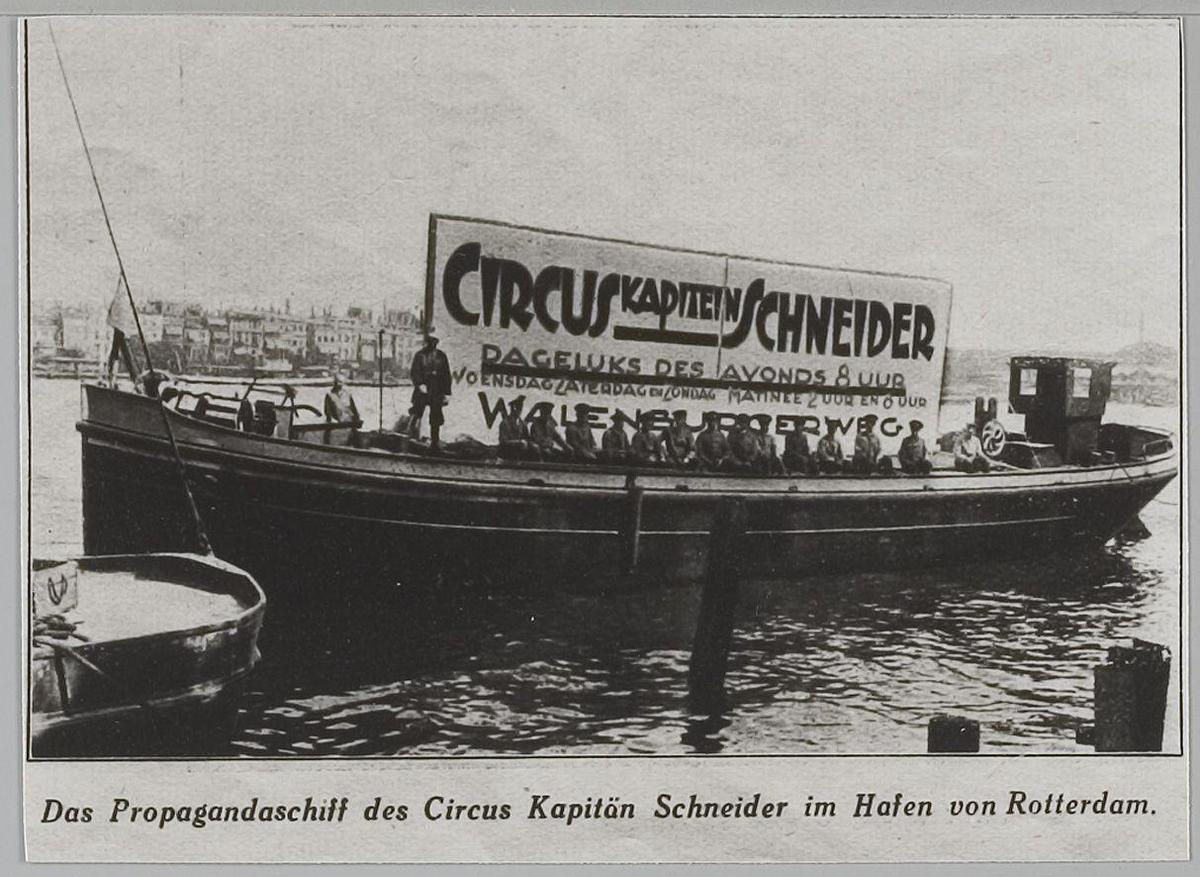 CIRCUS KAPITEIN SCHNEIDER
DAGELIJKS DES AVONDS 8 UUR
WOENSDAG ZATERDAG EN ZONDAG MATINEE 2 UUR EN 8 UUR
WALENBURGERWEG
Das Propagandaschiff des Circus Kapitän Schneider im Hafen von Rotterdam.